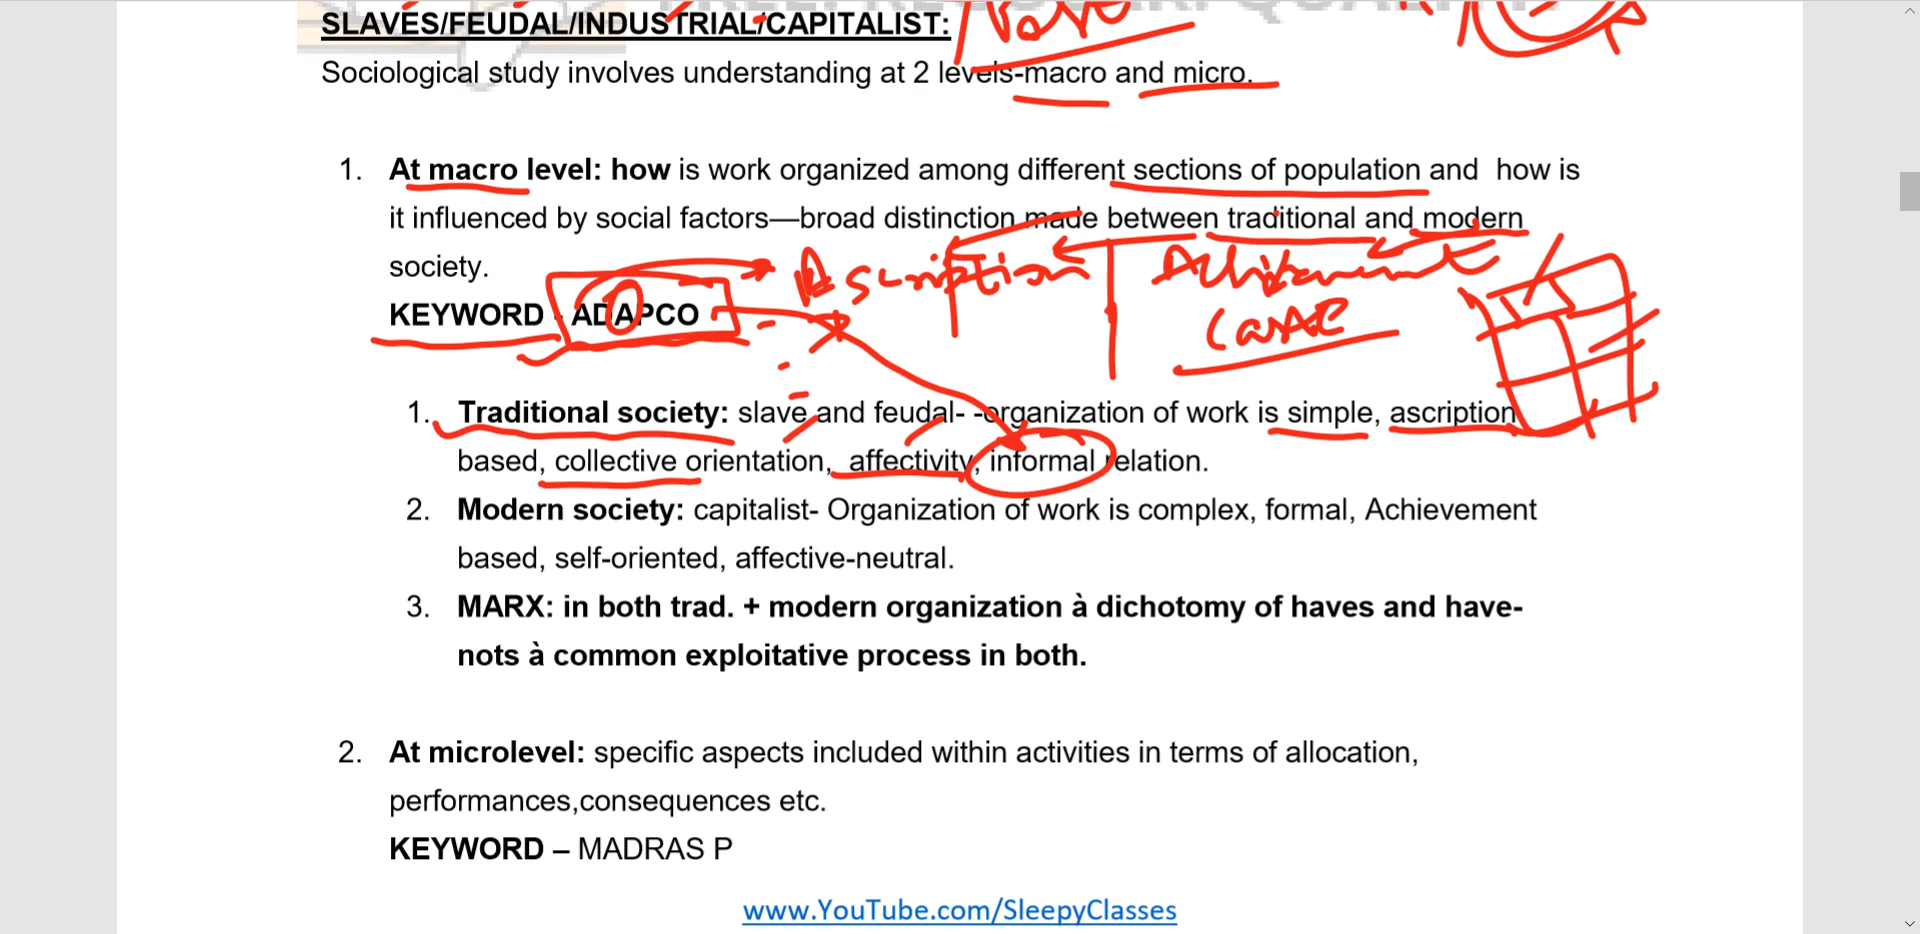 SLAVES/FEUDAL/INDUSTRIAL/CAPITALIST:
Sociological study involves understanding at 2 levels-macro and micro.
1. At macro level: how is work organized among different sections of population and how is
it influenced by social factors—broad distinction made between traditional and modern
society.
Ascription Achievement
KEYWORD - ADAPCO
Caste
1. Traditional society: slave and feudal- -organization of work is simple, ascription
based, collective orientation, affectivity, informal relation.
2. Modern society: capitalist- Organization of work is complex, formal, Achievement
based, self-oriented, affective-neutral.
3. MARX: in both trad. + modern organization à dichotomy of haves and have-
nots à common exploitative process in both.
2. At microlevel: specific aspects included within activities in terms of allocation,
performances,consequences etc.
KEYWORD – MADRAS P
www.YouTube.com/SleepyClasses